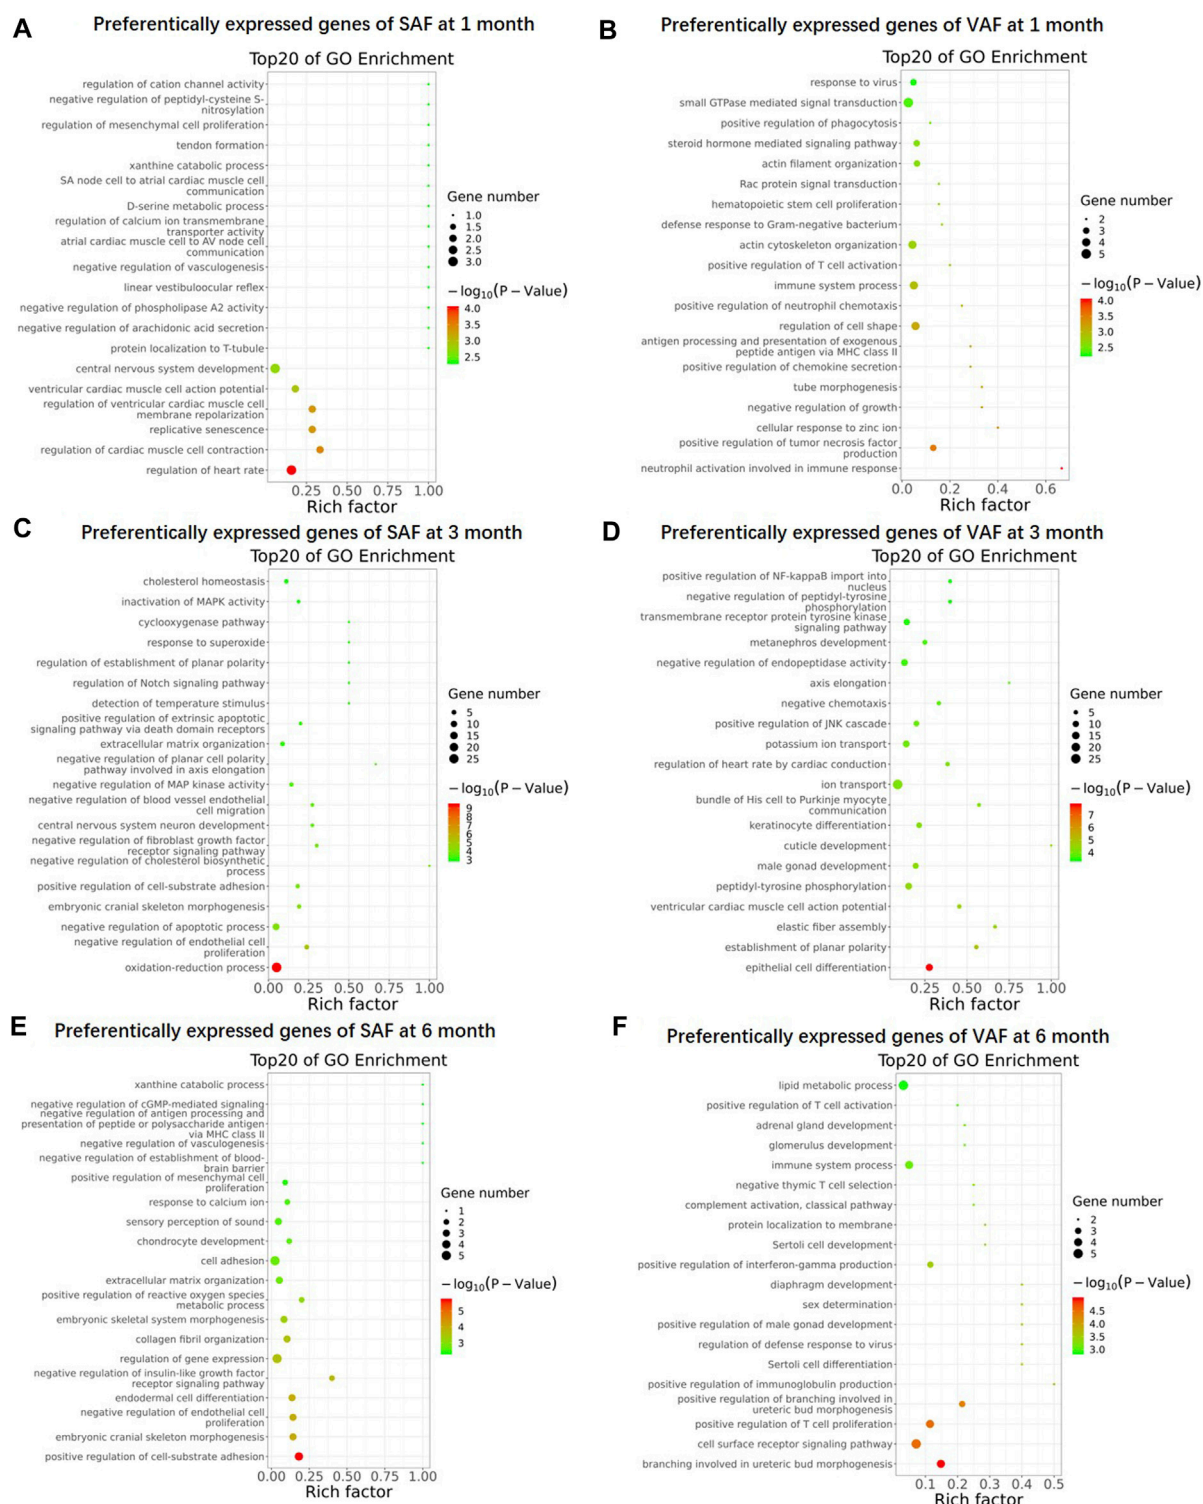 A
Preferentically expressed genes of SAF at 1 month
Top20 of GO Enrichment
regulation of cation channel activity
negative regulation of peptidyl-cysteine S-
nitrosylation
regulation of mesenchymal cell proliferation
tendon formation
xanthine catabolic process
SA node cell to atrial cardiac muscle cell
communication
D-serine metabolic process
regulation of calcium ion transmembrane
transporter activity
atrial cardiac muscle cell to AV node cell
communication
negative regulation of vasculogenesis
linear vestibuloocular reflex
negative regulation of phospholipase A2 activity
negative regulation of arachidonic acid secretion
protein localization to T-tubule
central nervous system development
ventricular cardiac muscle cell action potential
regulation of ventricular cardiac muscle cell
membrane repolarization
replicative senescence
regulation of cardiac muscle cell contraction
regulation of heart rate
0.25 0.50 0.75 1.00
Rich factor
Gene number
1.0
1.5
2.0
2.5
3.0
−log10(P−Value)
4.0
3.5
3.0
2.5
B
Preferentically expressed genes of VAF at 1 month
Top20 of GO Enrichment
response to virus
small GTPase mediated signal transduction
positive regulation of phagocytosis
steroid hormone mediated signaling pathway
actin filament organization
Rac protein signal transduction
hematopoietic stem cell proliferation
defense response to Gram-negative bacterium
actin cytoskeleton organization
positive regulation of T cell activation
immune system process
positive regulation of neutrophil chemotaxis
regulation of cell shape
antigen processing and presentation of exogenous
peptide antigen via MHC class II
positive regulation of chemokine secretion
tube morphogenesis
negative regulation of growth
cellular response to zinc ion
positive regulation of tumor necrosis factor
production
neutrophil activation involved in immune response
0.0 0.2 0.4 0.6
Rich factor
Gene number
2
3
4
5
−log10(P−Value)
4.0
3.5
3.0
2.5
C
Preferentically expressed genes of SAF at 3 month
Top20 of GO Enrichment
cholesterol homeostasis
inactivation of MAPK activity
cyclooxygenase pathway
response to superoxide
regulation of establishment of planar polarity
regulation of Notch signaling pathway
detection of temperature stimulus
positive regulation of extrinsic apoptotic
signaling pathway via death domain receptors
extracellular matrix organization
negative regulation of planar cell polarity
pathway involved in axis elongation
negative regulation of MAP kinase activity
negative regulation of blood vessel endothelial
cell migration
central nervous system neuron development
negative regulation of fibroblast growth factor
receptor signaling pathway
negative regulation of cholesterol biosynthetic
process
positive regulation of cell-substrate adhesion
embryonic cranial skeleton morphogenesis
negative regulation of apoptotic process
negative regulation of endothelial cell
proliferation
oxidation-reduction process
0.00 0.25 0.50 0.75 1.00
Rich factor
Gene number
5
10
15
20
25
−log10(P−Value)
9
8
7
6
5
4
3
D
Preferentically expressed genes of VAF at 3 month
Top20 of GO Enrichment
positive regulation of NF-kappaB import into
nucleus
negative regulation of peptidyl-tyrosine
phosphorylation
transmembrane receptor protein tyrosine kinase
signaling pathway
metanephros development
negative regulation of endopeptidase activity
axis elongation
negative chemotaxis
positive regulation of JNK cascade
potassium ion transport
regulation of heart rate by cardiac conduction
ion transport
bundle of His cell to Purkinje myocyte
communication
keratinocyte differentiation
cuticle development
male gonad development
peptidyl-tyrosine phosphorylation
ventricular cardiac muscle cell action potential
elastic fiber assembly
establishment of planar polarity
epithelial cell differentiation
0.25 0.50 0.75 1.00
Rich factor
Gene number
5
10
15
20
25
−log10(P−Value)
7
6
5
4
E
Preferentically expressed genes of SAF at 6 month
Top20 of GO Enrichment
xanthine catabolic process
negative regulation of cGMP-mediated signaling
negative regulation of antigen processing and
presentation of peptide or polysaccharide antigen
via MHC class II
negative regulation of vasculogenesis
negative regulation of establishment of blood-
brain barrier
positive regulation of mesenchymal cell
proliferation
response to calcium ion
sensory perception of sound
chondrocyte development
cell adhesion
extracellular matrix organization
positive regulation of reactive oxygen species
metabolic process
embryonic skeletal system morphogenesis
collagen fibril organization
regulation of gene expression
negative regulation of insulin-like growth factor
receptor signaling pathway
endodermal cell differentiation
negative regulation of endothelial cell
proliferation
embryonic cranial skeleton morphogenesis
positive regulation of cell-substrate adhesion
0.00 0.25 0.50 0.75 1.00
Rich factor
Gene number
1
2
3
4
5
−log10(P−Value)
5
4
3
F
Preferentically expressed genes of VAF at 6 month
Top20 of GO Enrichment
lipid metabolic process
positive regulation of T cell activation
adrenal gland development
glomerulus development
immune system process
negative thymic T cell selection
complement activation, classical pathway
protein localization to membrane
Sertoli cell development
positive regulation of interferon-gamma production
diaphragm development
sex determination
positive regulation of male gonad development
regulation of defense response to virus
Sertoli cell differentiation
positive regulation of immunoglobulin production
positive regulation of branching involved in
ureteric bud morphogenesis
positive regulation of T cell proliferation
cell surface receptor signaling pathway
branching involved in ureteric bud morphogenesis
0.1 0.2 0.3 0.4 0.5
Rich factor
Gene number
2
3
4
5
−log10(P−Value)
4.5
4.0
3.5
3.0